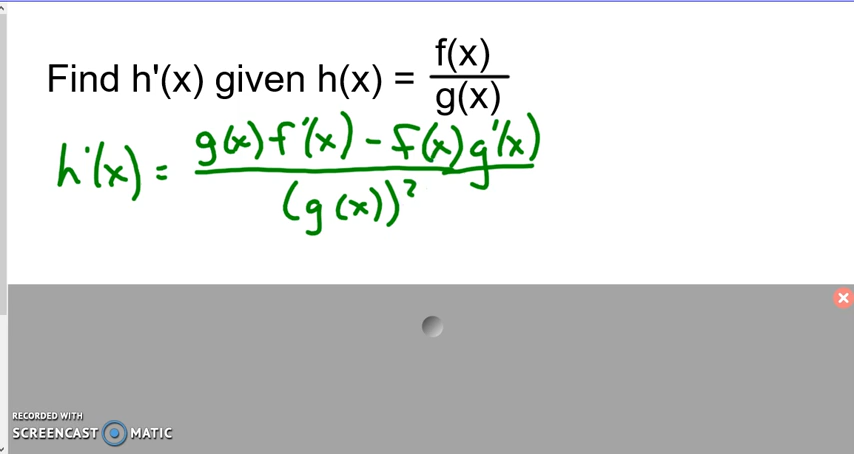 Find h'(x) given h(x) = f(x)/g(x)
h'(x) = g(x)f'(x) - f(x)g'(x)/(g(x))²
RECORDED WITH
SCREENCAST MATIC